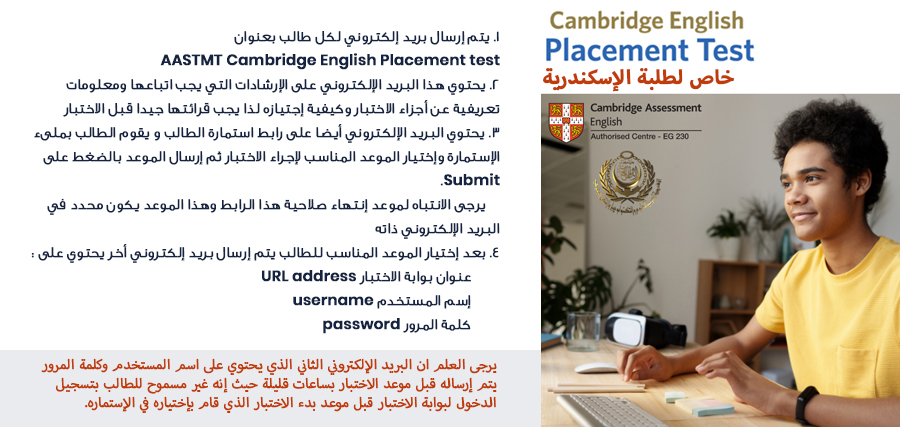 Cambridge English
Placement Test
خاص لطلبة الإسكندرية
Cambridge Assessment
English
Authorised Centre - EG 230
١. يتم إرسال بريد إلكتروني لكل طالب بعنوان
AASTMT Cambridge English Placement test
٢. يحتوي هذا البريد الإلكتروني على الإرشادات التي يجب اتباعها ومعلومات
تعريفية عن أجزاء الاختبار وكيفية إجتيازه لذا يجب قرائتها جيدا قبل الاختبار
٣. يحتوي البريد الإلكتروني أيضا على رابط استمارة الطالب و يقوم الطالب بملىء
الإستمارة وإختيار الموعد المناسب لإجراء الاختبار ثم إرسال الموعد بالضغط على
Submit.
يرجى الانتباه لموعد إنتهاء صلاحية هذا الرابط وهذا الموعد يكون محدد في
البريد الإلكتروني ذاته
٤. بعد إختيار الموعد المناسب للطالب يتم إرسال بريد إلكتروني أخر يحتوي على :
عنوان بوابة الاختبار URL address
إسم المستخدم username
كلمة المرور password
يرجى العلم ان البريد الإلكتروني الثاني الذي يحتوي على اسم المستخدم وكلمة المرور
يتم إرساله قبل موعد الاختبار بساعات قليلة حيث إنه غير مسموح للطالب بتسجيل
الدخول لبوابة الاختبار قبل موعد بدء الاختبار الذي قام بإختياره في الإستماره.